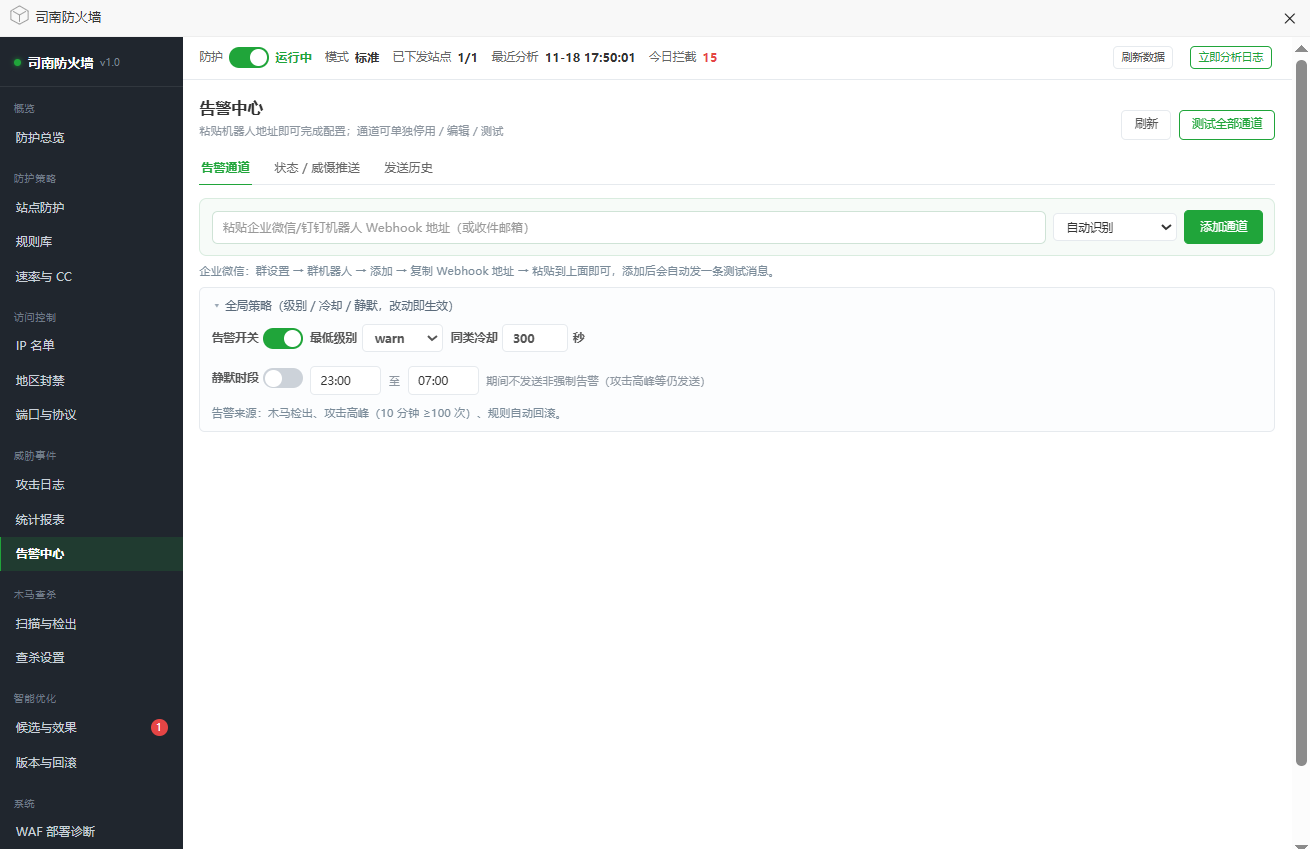 司南防火墙
司南防火墙 v1.0
概览
防护总览
防护策略
站点防护
规则库
速率与 CC
访问控制
IP 名单
地区封禁
端口与协议
威胁事件
攻击日志
统计报表
告警中心
木马查杀
扫描与检出
查杀设置
智能优化
候选与效果 1
版本与回滚
系统
WAF 部署诊断
防护 运行中 模式 标准 已下发站点 1/1 最近分析 11-18 17:50:01 今日拦截 15 刷新数据 立即分析日志
告警中心
粘贴机器人地址即可完成配置；通道可单独停用 / 编辑 / 测试
刷新 测试全部通道
告警通道 状态 / 威慑推送 发送历史
粘贴企业微信/钉钉机器人 Webhook 地址（或收件邮箱） 自动识别 添加通道
企业微信：群设置 → 群机器人 → 添加 → 复制 Webhook 地址 → 粘贴到上面即可，添加后会自动发一条测试消息。
全局策略（级别 / 冷却 / 静默，改动即生效）
告警开关 最低级别 warn 同类冷却 300 秒
静默时段 23:00 至 07:00 期间不发送非强制告警（攻击高峰等仍发送）
告警来源：木马检出、攻击高峰（10 分钟 ≥100 次）、规则自动回滚。